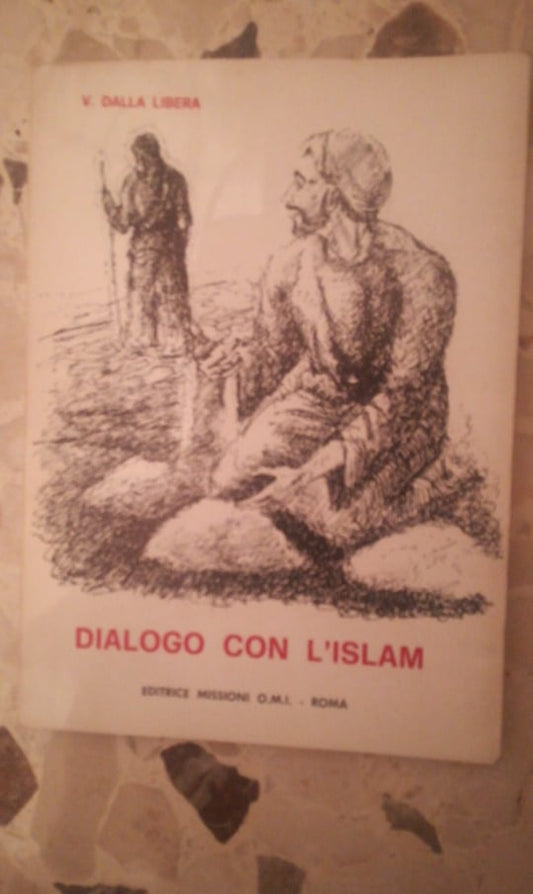 V. DALLA LIBERA
DIALOGO CON L'ISLAM
EDITRICE MISSIONI O.M.I. - ROMA